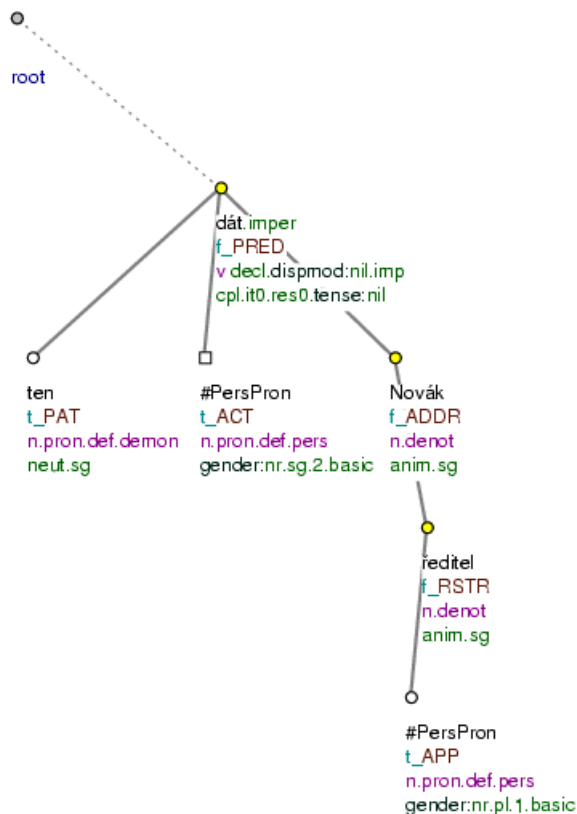 root
dát.imper
f_PRED
v decl.dispmod:nil.imp
cpl.it0.res0.tense:nil
ten
t_PAT
n.pron.def.demon
neut.sg
#PersPron
t_ACT
n.pron.def.pers
gender:nr.sg.2.basic
Novák
f_ADDR
n.denot
anim.sg
ředitel
f_RSTR
n.denot
anim.sg
#PersPron
t_APP
n.pron.def.pers
gender:nr.pl.1.basic